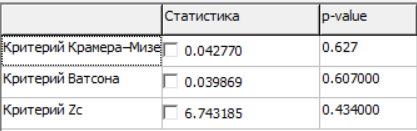 Статистика p-value
Критерий Крамера-Мизе 0.042770 0.627
Критерий Ватсона 0.039869 0.607000
Критерий Zc 6.743185 0.434000